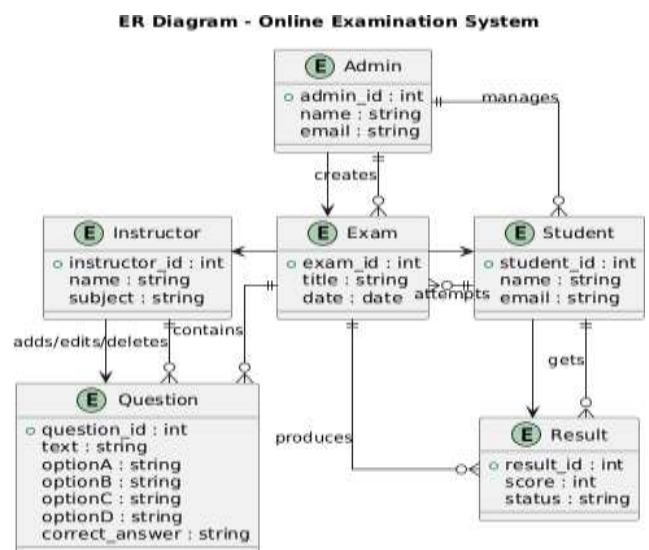 ER Diagram - Online Examination System
E Admin
admin_id : int
name : string
email : string
manages
creates
E Instructor
instructor_id : int
name : string
subject : string
E Exam
exam_id : int
title : string
date : date
E Student
student_id : int
name : string
email : string
attempts
contains
adds/edits/deletes
gets
E Question
question_id : int
text : string
optionA : string
optionB : string
optionC : string
optionD : string
correct_answer : string
produces
E Result
result_id : int
score : int
status : string